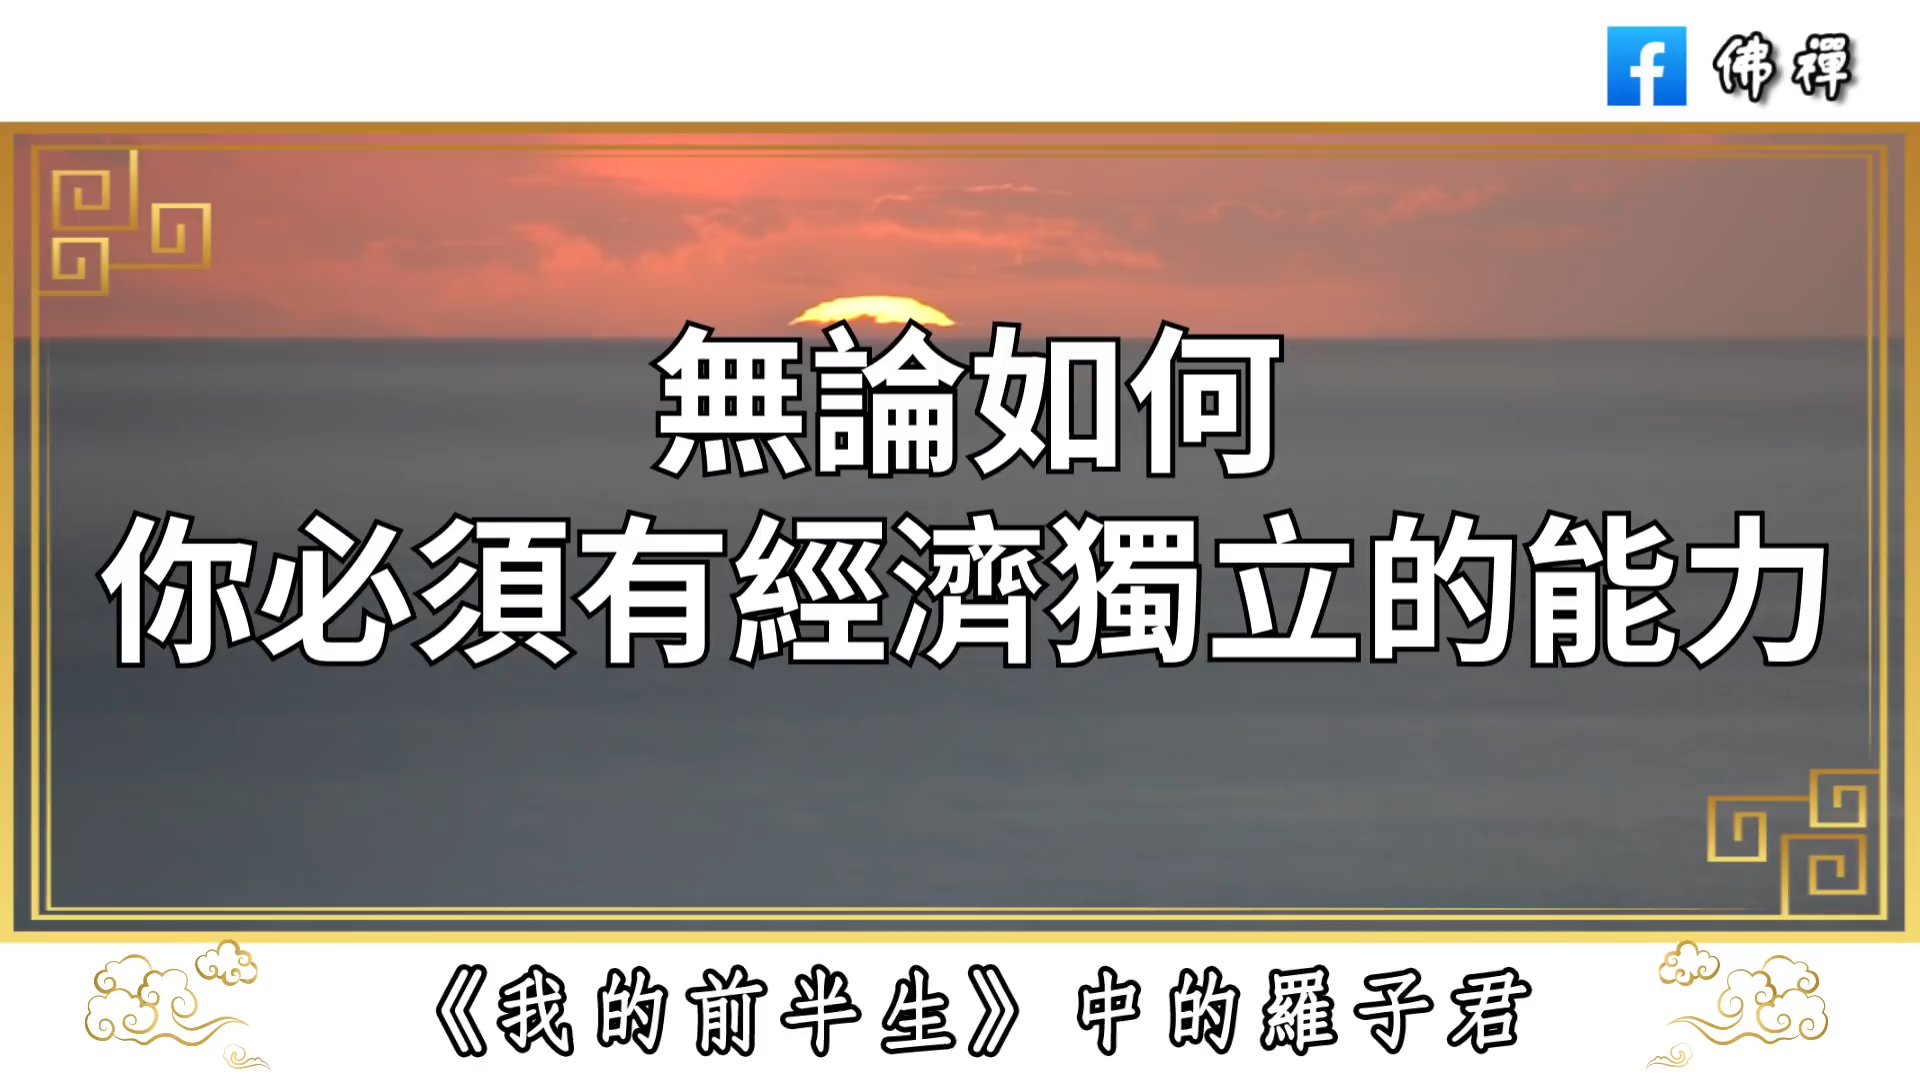 佛禪
無論如何
你必須有經濟獨立的能力
《我的前半生》中的羅子君